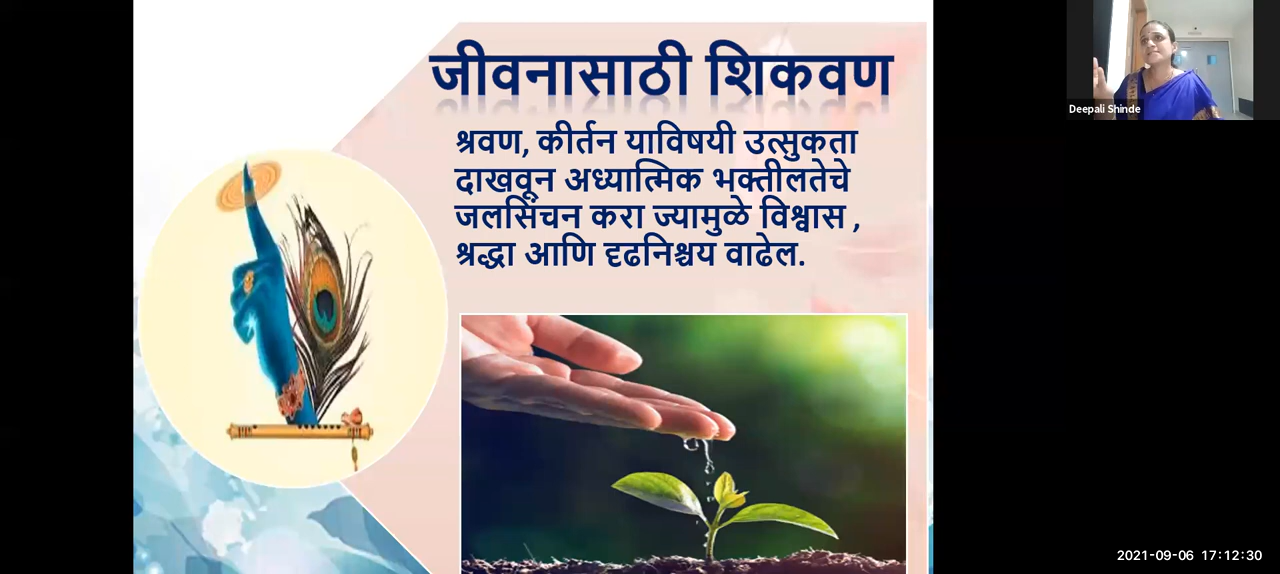 जीवनासाठी शिकवण
श्रवण, कीर्तन याविषयी उत्सुकता
दाखवून अध्यात्मिक भक्तीलतेचे
जलसिंचन करा ज्यामुळे विश्वास ,
श्रद्धा आणि दृढनिश्चय वाढेल.
Deepali Shinde
2021-09-06 17:12:30